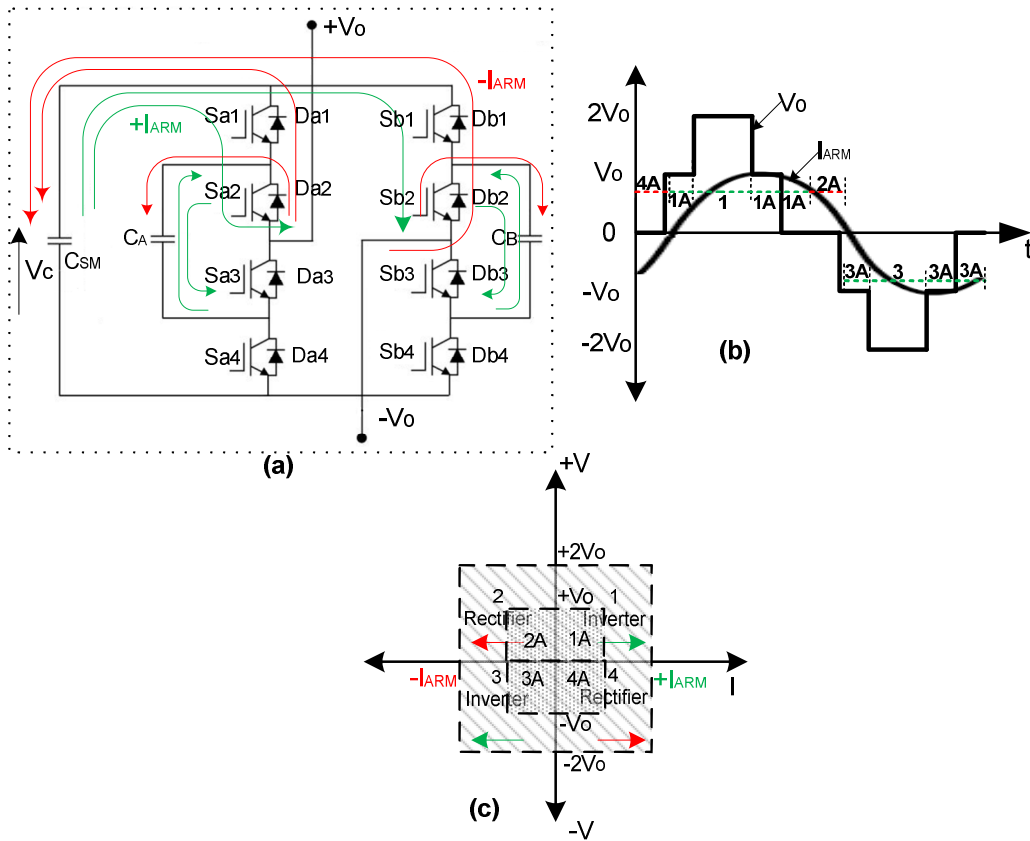 +Vo
-IARM
+IARM
Sa1 Da1 Sb1 Db1
Sa2 Da2 Sb2 Db2
CA CB
CSM
VC
Sa3 Da3 Sb3 Db3
Sa4 Da4 Sb4 Db4
-Vo
(a)
2Vo
Vo
IARM
Vo
4A 1A 1 1A 1A 2A
0
t
3A 3 3A 3A
-Vo
-2Vo
(b)
+V
+2Vo
2 +Vo 1
Rectifier Inverter
2A 1A
-IARM +IARM I
3 3A 4A 4
Inverter Rectifier
-Vo
-2Vo
(c)
-V